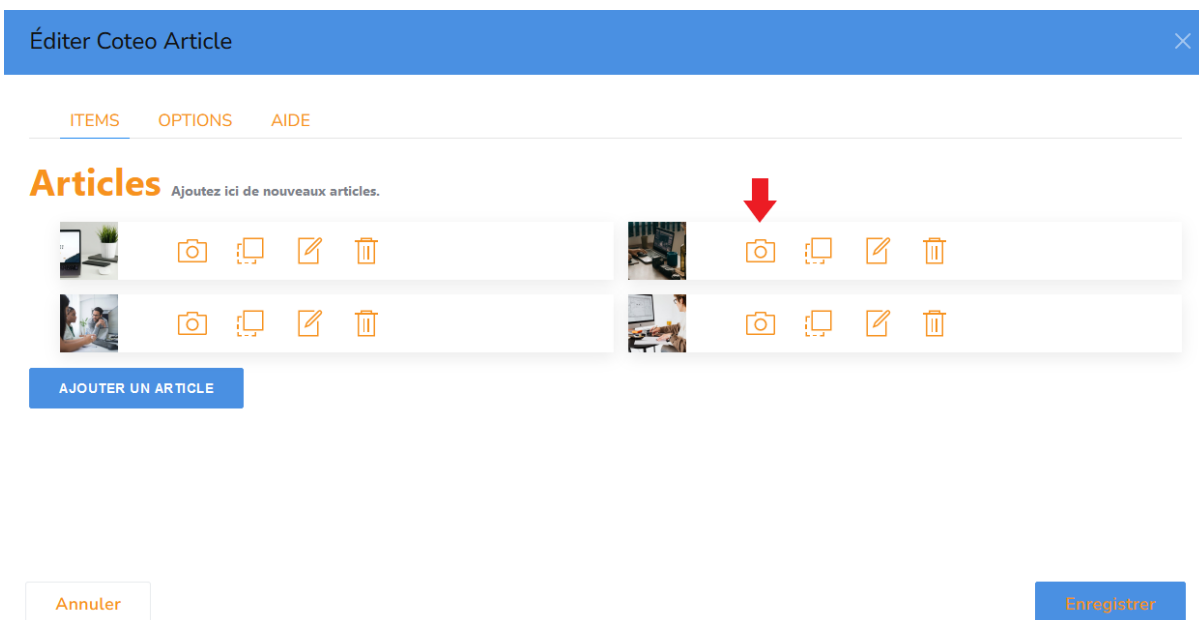 Éditer Coteo Article
ITEMS OPTIONS AIDE
Articles Ajoutez ici de nouveaux articles.
AJOUTER UN ARTICLE
Annuler Enregistrer